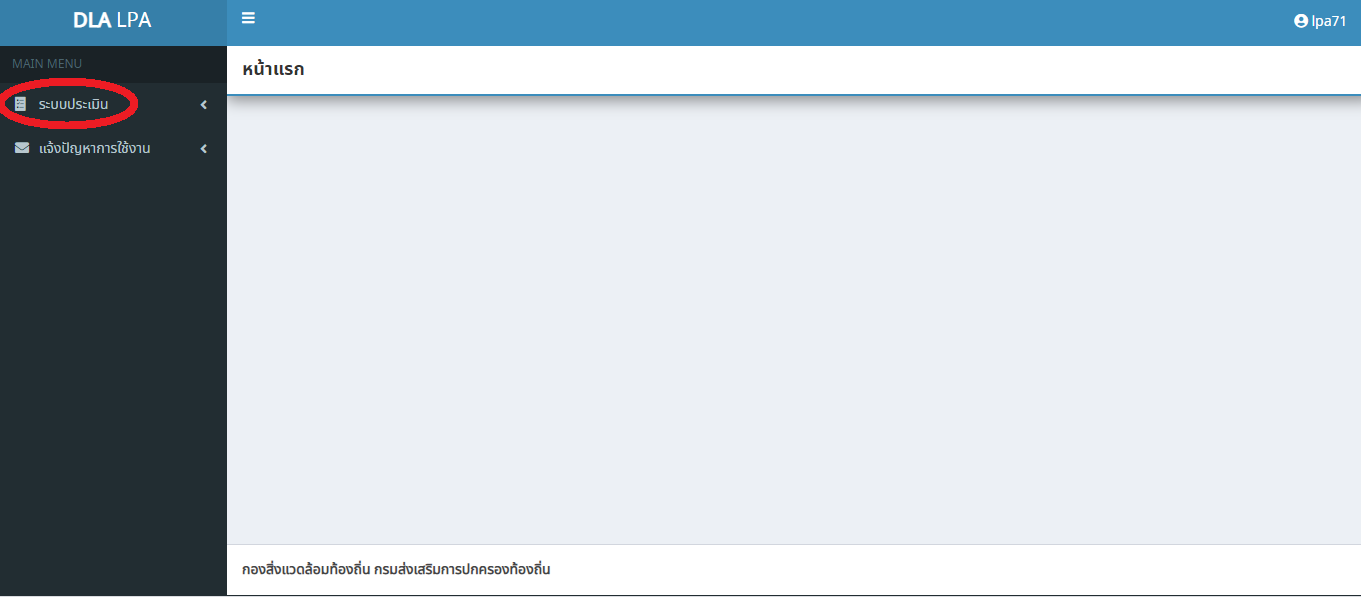 DLA LPA
lpa71
MAIN MENU
หน้าแรก
ระบบประเมิน
แจ้งปัญหาการใช้งาน
กองสิ่งแวดล้อมท้องถิ่น กรมส่งเสริมการปกครองท้องถิ่น